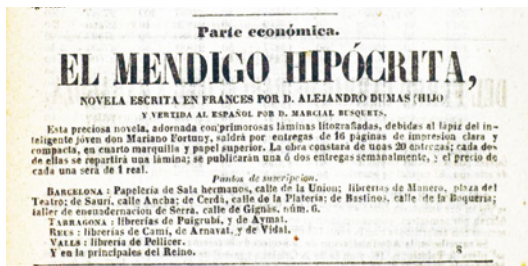 Parte económica.
EL MENDIGO HIPÓCRITA,
NOVELA ESCRITA EN FRANCES POR D. ALEJANDRO DUMAS (HIJO)
Y VERTIDA AL ESPAÑOL POR D. MARCIAL BUSQUETS.
Esta preciosa novela, adornada con primorosas láminas litografiadas, debidas al lapiz del in-
teligente jóven don Mariano Fortuny, saldrá por entregas de 16 páginas de impresion clara y
compacta, en cuarto marquilla y papel superior. La obra constará de unas 20 entregas; cada dos
de ellas se repartirá una lámina; se publicarán una ó dos entregas semanalmente, y el precio de
cada una será de 1 real.
Puntos de suscripcion.
BARCELONA: Papelería de Sala hermanos, calle de la Union; librerías de Manero, plaza del
Teatro; de Saurí, calle Ancha; de Cerdá, calle de la Platería; de Bastinos, calle de la Boquería;
taller de encuadernacion de Serra, calle de Gignás, núm. 6.
TARRAGONA: librerías de Puigrubí, y de Aymat.
REUS: librerías de Camí, de Arnavat, y de Vidal.
VALLS: librería de Pellicer.
Y en la principales del Reino.
8